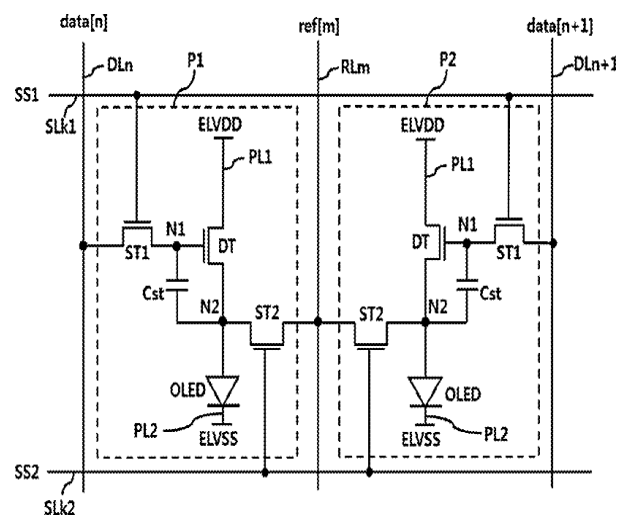 data[n] ref[m] data[n+1]
DLn P1 RLm P2 DLn+1
SS1
SLk1
ELVDD ELVDD
PL1 PL1
N1 N1
ST1 DT DT ST1
Cst Cst
N2 ST2 ST2 N2
OLED OLED
PL2 PL2
ELVSS ELVSS
SS2
SLk2